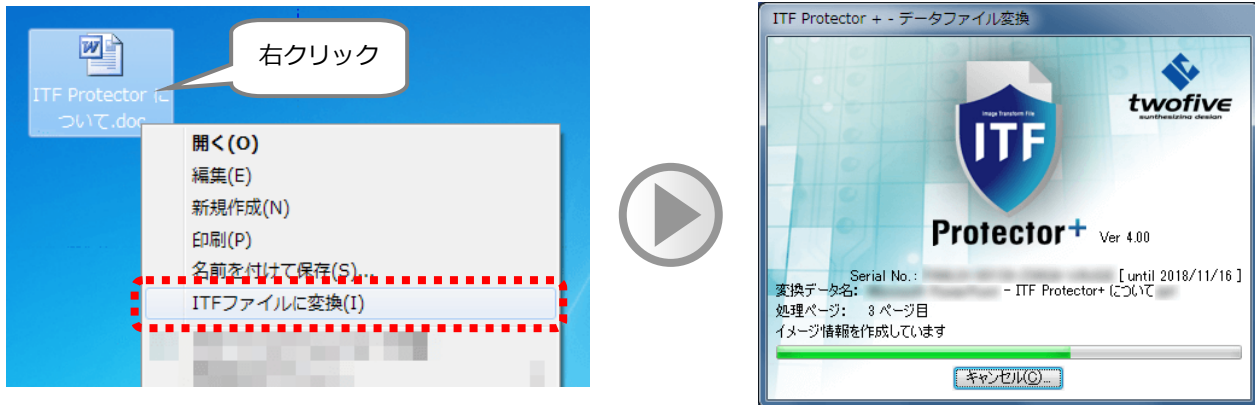 ITF Protector に
ついて.doc
右クリック
開く(O)
編集(E)
新規作成(N)
印刷(P)
名前を付けて保存(S)...
ITFファイルに変換(I)
ITF Protector + - データファイル変換
twofive
sunthesizing design
Image Transform File
ITF
Protector+ Ver 4.00
Serial No. : [ until 2018/11/16 ]
変換データ名: - ITF Protector+ について
処理ページ: 3 ページ目
イメージ情報を作成しています
キャンセル(C)...